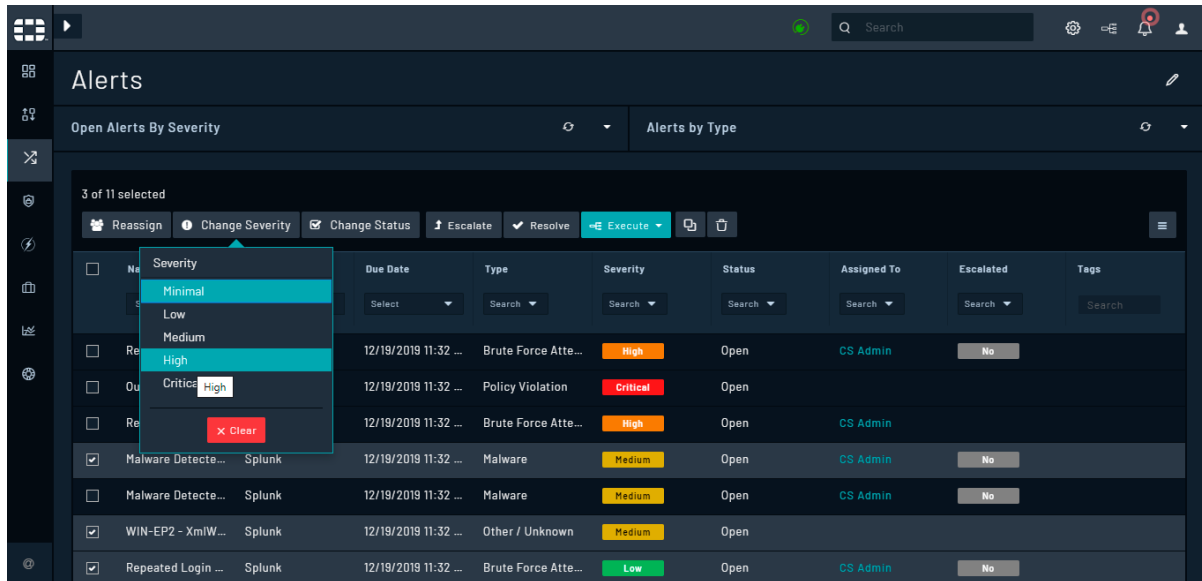 Search
Alerts
Open Alerts By Severity
Alerts by Type
3 of 11 selected
Reassign Change Severity Change Status Escalate Resolve Execute
Severity
Minimal
Low
Medium
High
Critica
High
Clear
Na Due Date Type Severity Status Assigned To Escalated Tags
S Select Search Search Search Search Search Search
Re 12/19/2019 11:32 ... Brute Force Atte... High Open CS Admin No
Ou 12/19/2019 11:32 ... Policy Violation Critical Open
Re 12/19/2019 11:32 ... Brute Force Atte... High Open CS Admin
Malware Detecte... Splunk 12/19/2019 11:32 ... Malware Medium Open CS Admin No
Malware Detecte... Splunk 12/19/2019 11:32 ... Malware Medium Open CS Admin No
WIN-EP2 - XmlW... Splunk 12/19/2019 11:32 ... Other / Unknown Medium Open
Repeated Login ... Splunk 12/19/2019 11:32 ... Brute Force Atte... Low Open CS Admin No
@